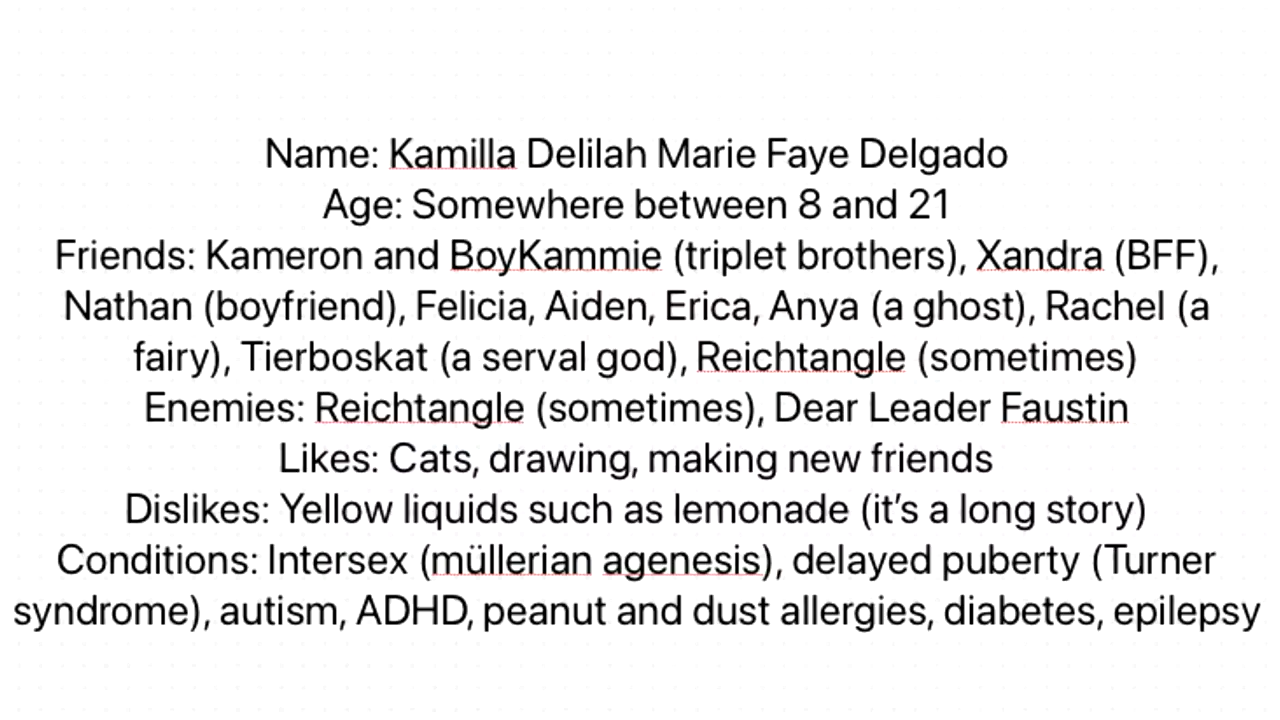 Name: Kamilla Delilah Marie Faye Delgado
Age: Somewhere between 8 and 21
Friends: Kameron and BoyKammie (triplet brothers), Xandra (BFF),
Nathan (boyfriend), Felicia, Aiden, Erica, Anya (a ghost), Rachel (a
fairy), Tierboskat (a serval god), Reichtangle (sometimes)
Enemies: Reichtangle (sometimes), Dear Leader Faustin
Likes: Cats, drawing, making new friends
Dislikes: Yellow liquids such as lemonade (it’s a long story)
Conditions: Intersex (müllerian agenesis), delayed puberty (Turner
syndrome), autism, ADHD, peanut and dust allergies, diabetes, epilepsy